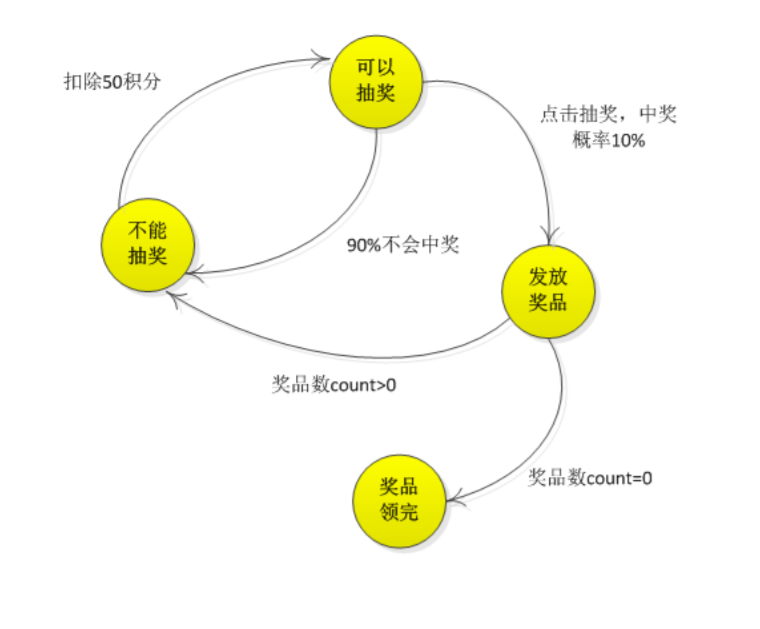 可以
抽奖
扣除50积分
点击抽奖，中奖
概率10%
不能
抽奖
90%不会中奖
发放
奖品
奖品数count>0
奖品数count=0
奖品
领完